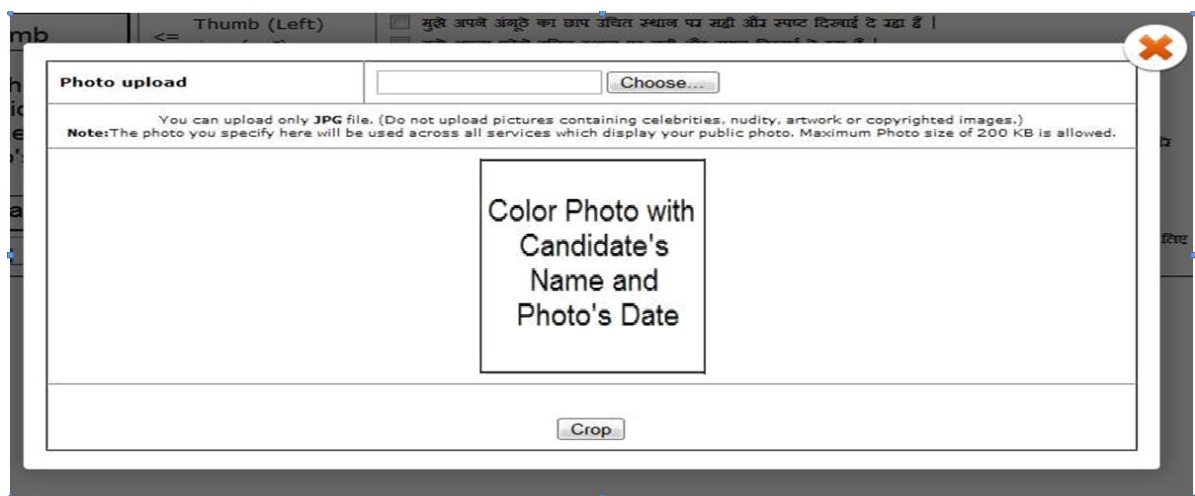 Thumb (Left)
मुझे अपने अंगूठे का छाप उचित स्थान पर सही और स्पष्ट दिखाई दे रहा है |
mb
<=
Photo upload
Choose...
You can upload only JPG file. (Do not upload pictures containing celebrities, nudity, artwork or copyrighted images.)
Note:The photo you specify here will be used across all services which display your public photo. Maximum Photo size of 200 KB is allowed.
Color Photo with
Candidate's
Name and
Photo's Date
लिए
Crop